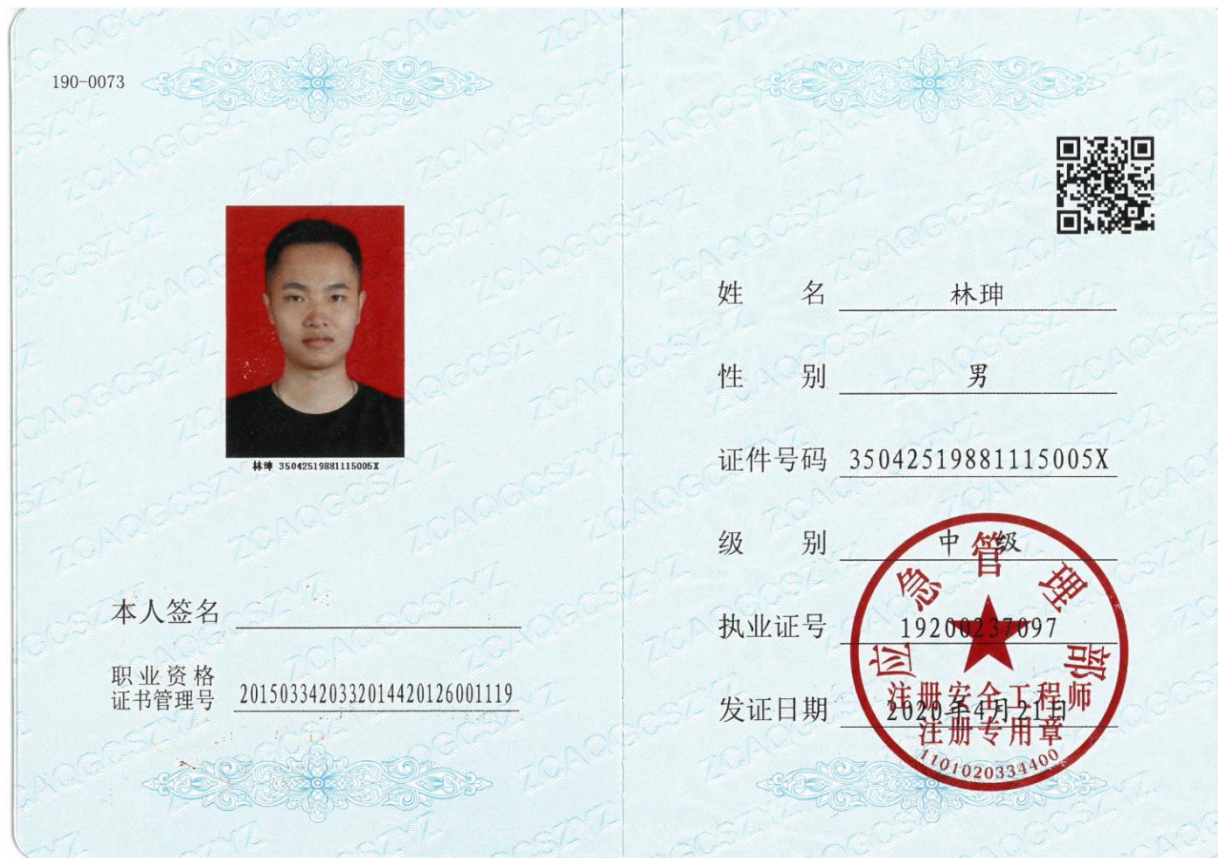 190-0073
林珅 35042519881115005X
本人签名
职业资格
证书管理号 2015033420332014420126001119
姓 名 林珅
性 别 男
证件号码 35042519881115005X
级 别 中 级
执业证号 19200237097
发证日期 2020年4月21日
应急管理部
注册安全工程师
注册专用章
1101020334400
ZCAQGCSZYZ